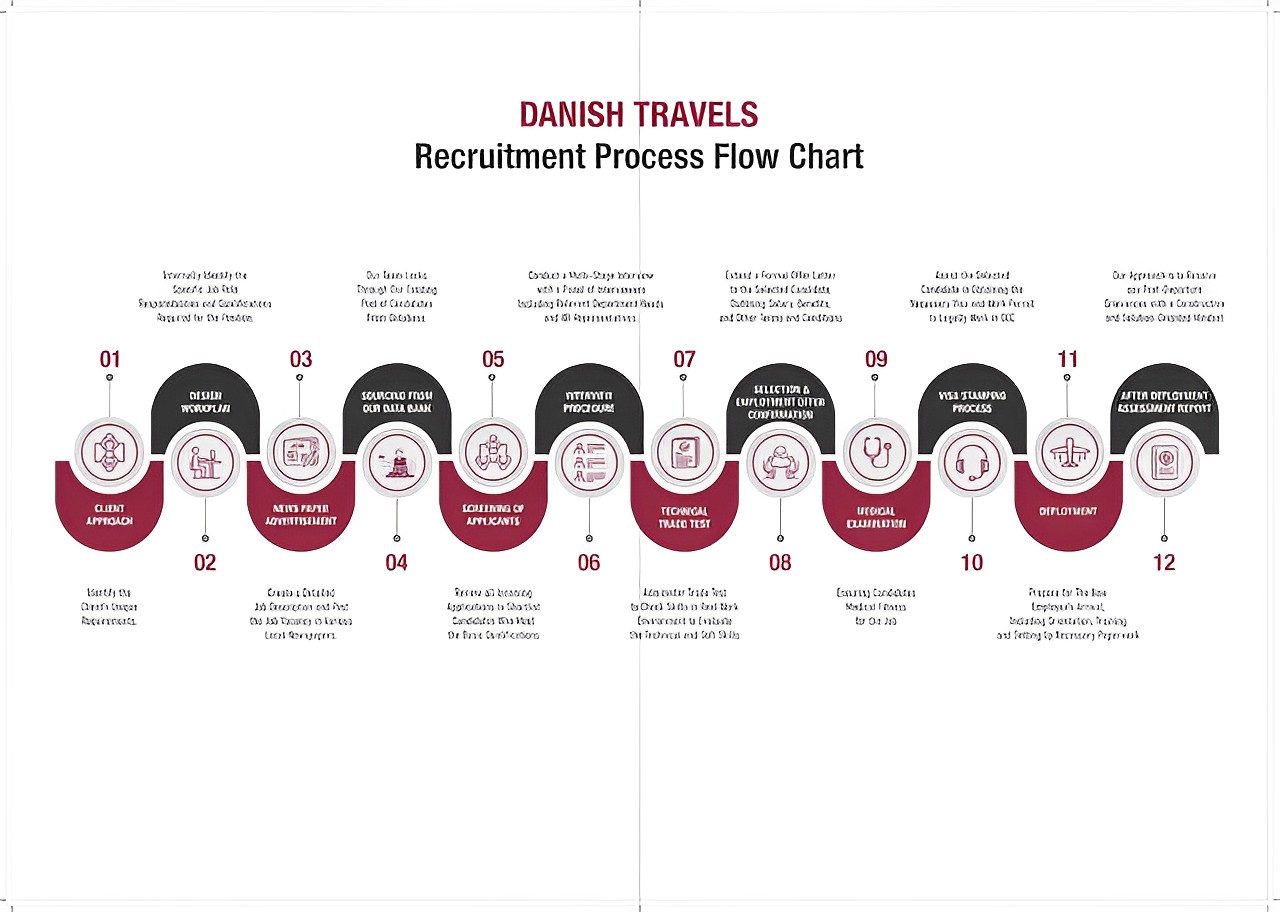 DANISH TRAVELS
Recruitment Process Flow Chart
Internally Identify the
Specific Job Role
Responsibilities and Qualifications
Required for the Position.
Our Team Looks
Through Our Existing
Pool of Candidates
From Database.
Conduct a Multi-Stage Interview
with a Panel of Interviewers
Including Different Department Heads
and HR Representatives.
Extend a Formal Offer Letter
to the Selected Candidate,
Outlining Salary, Benefits,
and Other Terms and Conditions
Assist the Selected
Candidate in Obtaining the
Necessary Visa and Work Permit
to Legally Work in GCC
Our Approach is to Resolve
any Post-Departure
with a Constructive
and Solution-Oriented Mindset
01
03
05
07
09
11
DESIGN
WORKPLAN
SOURCING FROM
OUR DATA BANK
INTERVIEW
PROCEDURE
SELECTION &
EMPLOYMENT OFFER
CONFIRMATION
VISA STAMPING
PROCESS
AFTER DEPLOYMENT
ASSESSMENT REPORT
CLIENT
APPROACH
NEWS PAPER
ADVERTISEMENT
SCREENING OF
APPLICANTS
TECHNICAL
TRADE TEST
MEDICAL
EXAMINATION
DEPLOYMENT
02
04
06
08
10
12
Identify the
Client's Unique
Requirements.
Create a Detailed
Job Description and Post
the Job Vacancy in Various
Local Newspapers.
Review all Incoming
Applications to Shortlist
Candidates Who Meet
the Basic Qualifications
Administer Trade Test
to Check Skills in Real Work
Environment to Evaluate
the Technical and Soft Skills
Ensuring Candidates
Medical Fitness
for the Job
Prepare for The New
Employee's Arrival,
Including Orientation, Training
and Setting Up Necessary Paperwork